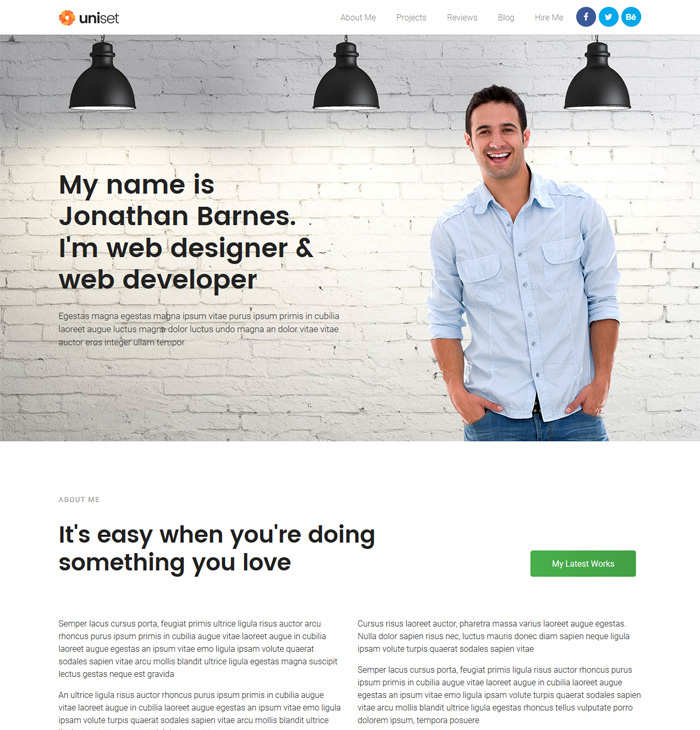 uniset
About Me
Projects
Reviews
Blog
Hire Me
f
Bē
My name is
Jonathan Barnes.
I'm web designer &
web developer
Egestas magna egestas magna ipsum vitae purus ipsum primis in cubilia
laoreet augue luctus magna dolor luctus undo magna an dolor vitae vitae
auctor eros integer ullam tempor
ABOUT ME
It's easy when you're doing
something you love
My Latest Works
Semper lacus cursus porta, feugiat primis ultrice ligula risus auctor arcu
rhoncus purus ipsum primis in cubilia augue vitae laoreet augue in cubilia
laoreet augue egestas an ipsum vitae emo ligula ipsam volute quaerat
sodales sapien vitae arcu mollis blandit ultrice ligula egestas magna suscipit
lectus gestas neque est gravida
An ultrice ligula risus auctor rhoncus purus ipsum primis in cubilia augue
vitae laoreet augue in cubilia laoreet augue egestas an ipsum vitae emo ligula
ipsam volute turpis quaerat sodales sapien vitae arcu mollis blandit ultrice
Cursus risus laoreet auctor, pharetra massa varius laoreet augue egestas.
Nulla dolor sapien risus nec, luctus mauris donec diam sapien neque ligula
ipsam volute turpis quaerat sodales sapien vitae
Semper lacus cursus porta, feugiat primis ligula risus auctor rhoncus purus
ipsum primis in cubilia augue vitae laoreet augue in cubilia laoreet augue
egestas an ipsum vitae emo ligula ipsam volute turpis quaerat sodales sapien
vitae arcu mollis blandit ultrice ligula egestas rhoncus tellus vulputate porro
dolorem ipsum, tempora posuere